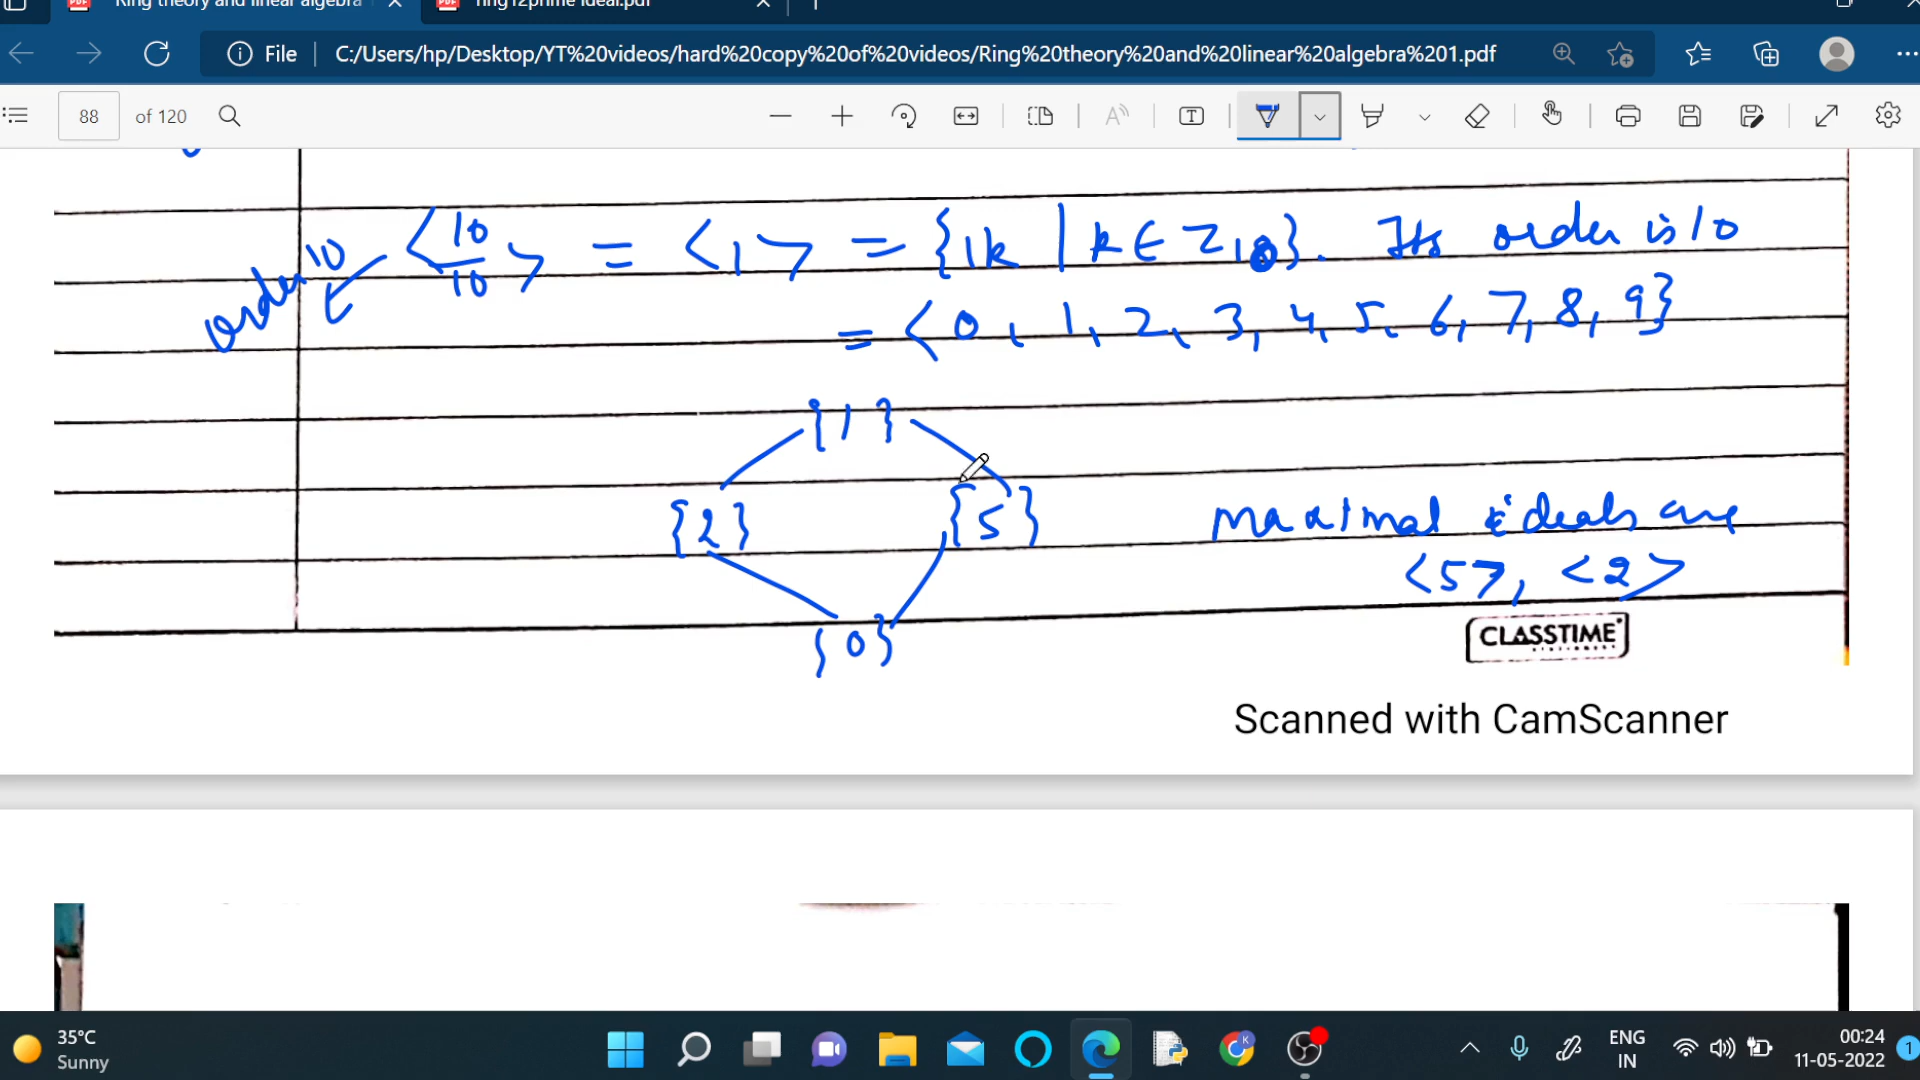 Ring theory and linear algebra
ring12prime ideal.pdf
File C:/Users/hp/Desktop/YT%20videos/hard%20copy%20of%20videos/Ring%20theory%20and%20linear%20algebra%201.pdf
88 of 120
order 10 <10/10> = <1> = {1k | k ∈ Z10}. Its order is 10
= <0, 1, 2, 3, 4, 5, 6, 7, 8, 9}
{1}
{2} {5} maximal ideals are
<5>, <2>
{0}
CLASSTIME
Scanned with CamScanner
35°C
Sunny
ENG
IN
00:24
11-05-2022
1